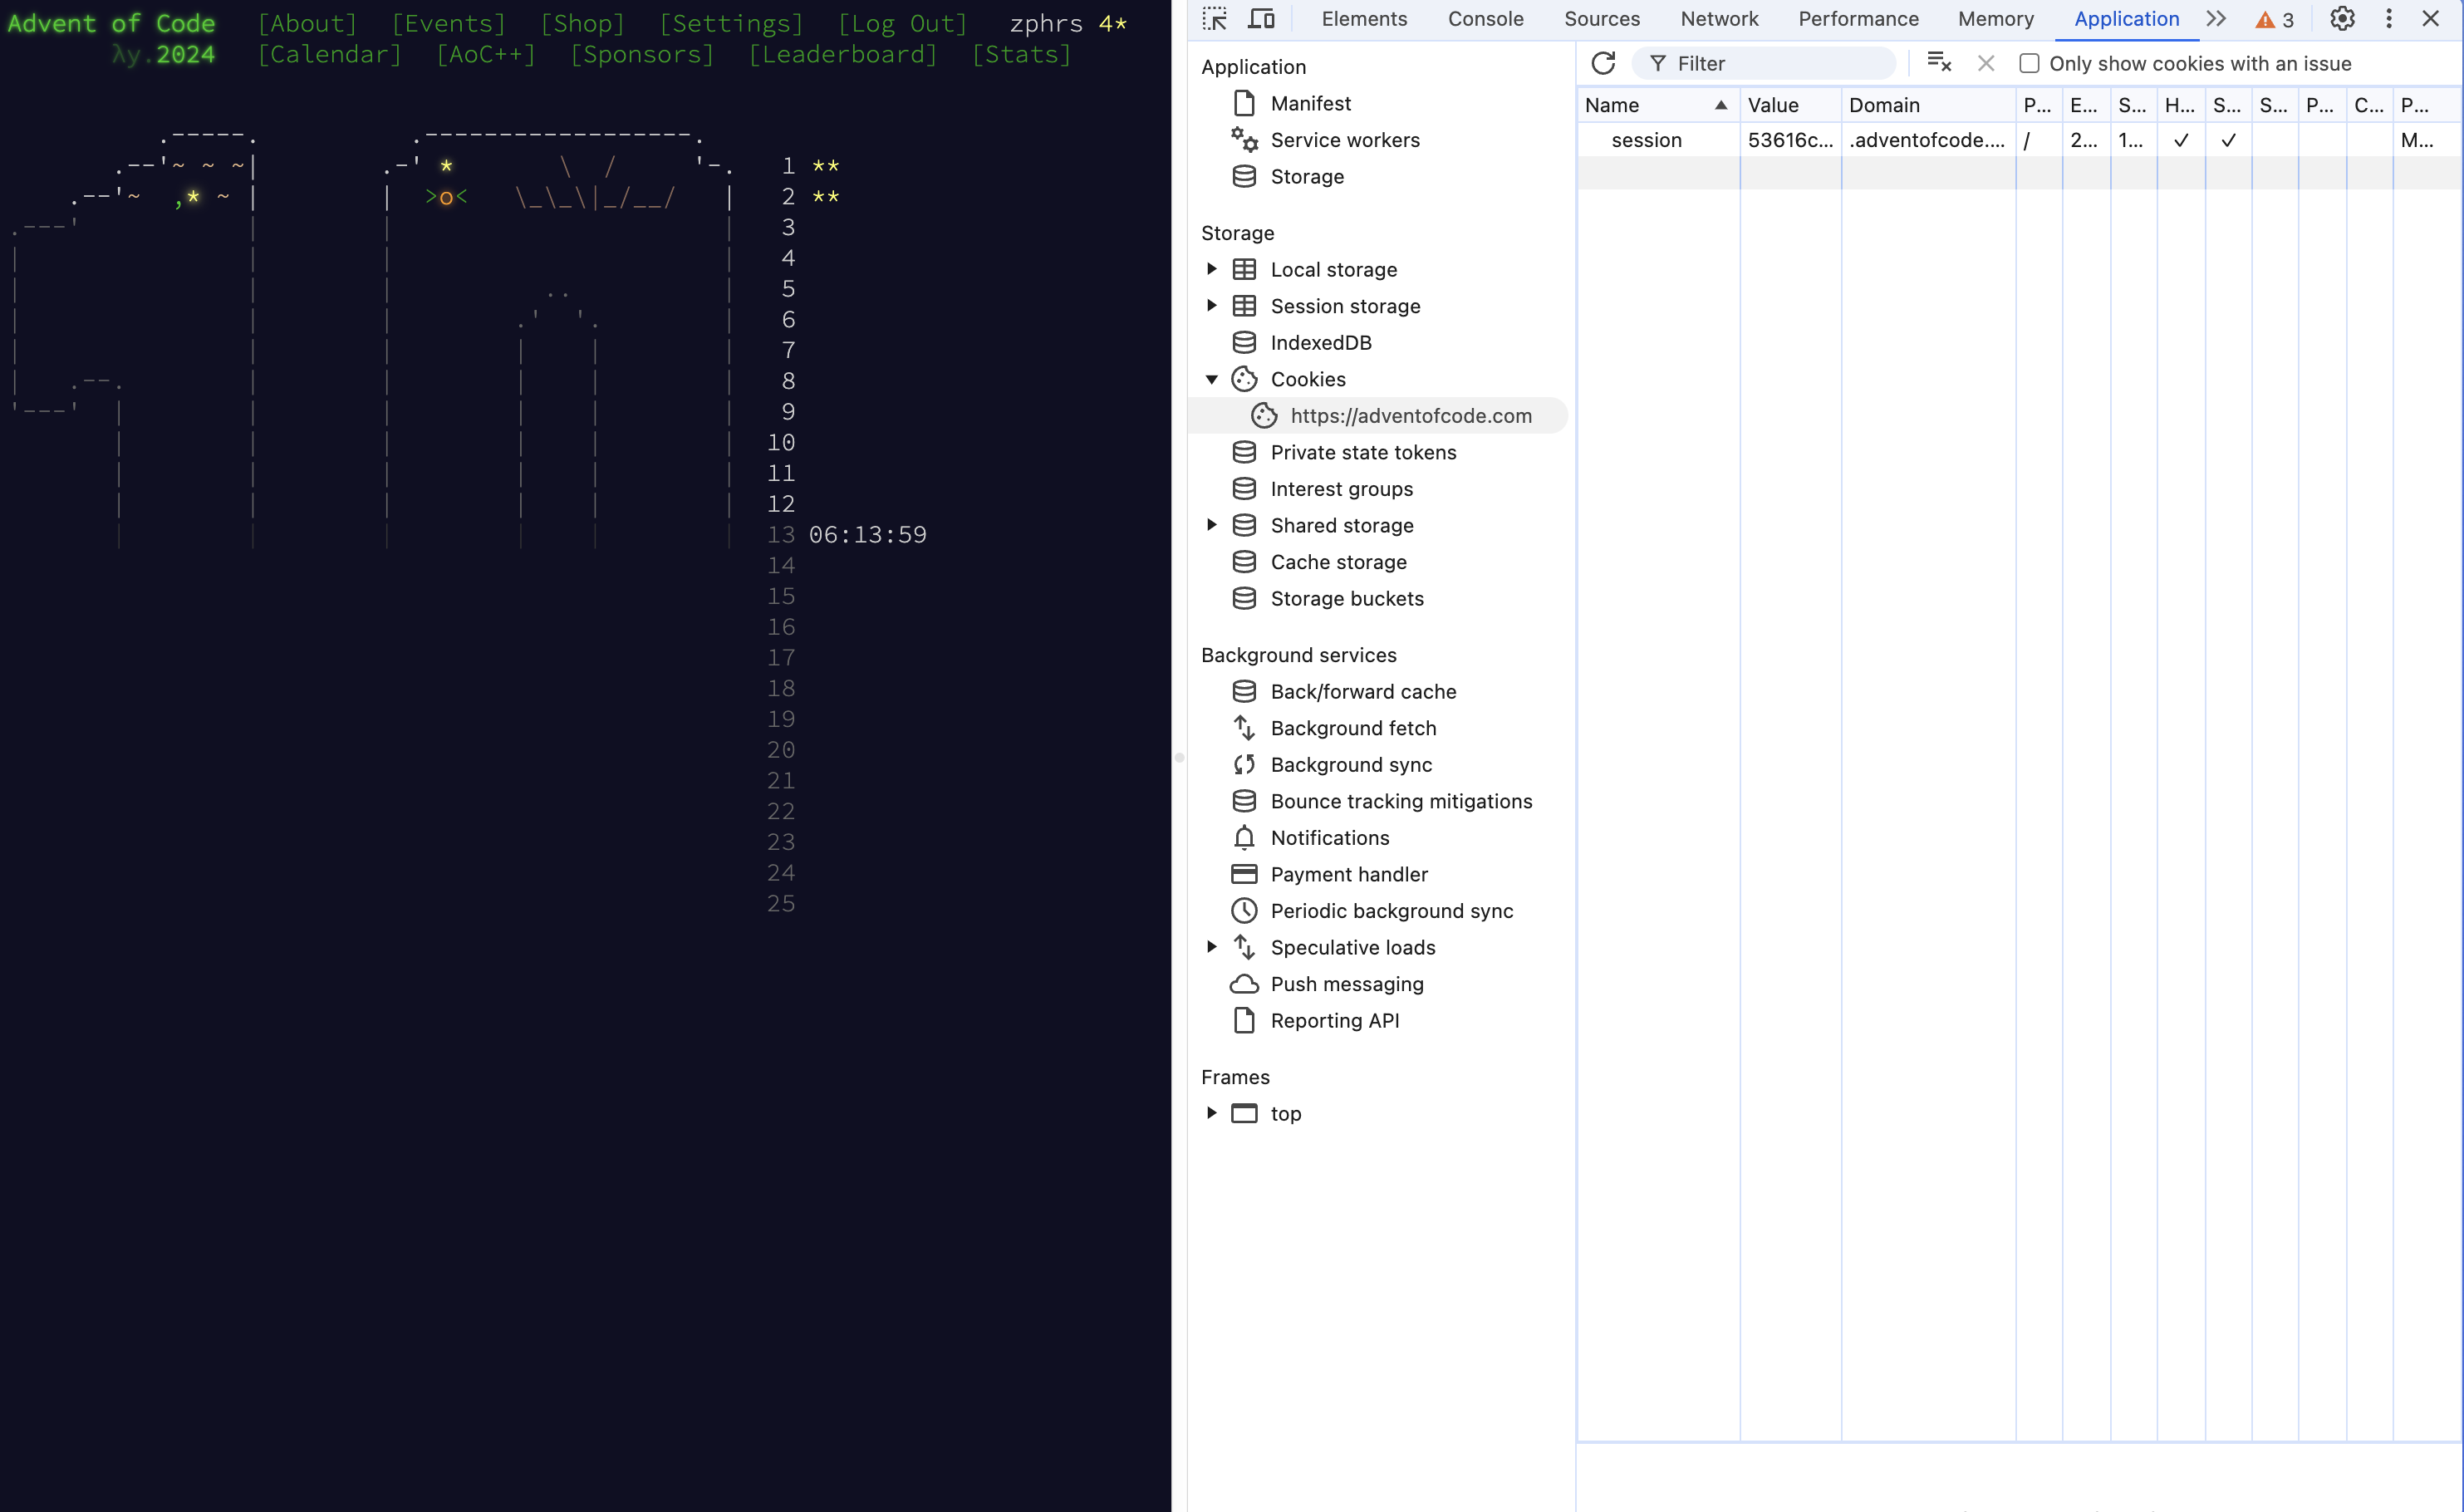 Advent of Code [About] [Events] [Shop] [Settings] [Log Out] zphrs 4*
λy.2024 [Calendar] [AoC++] [Sponsors] [Leaderboard] [Stats]
1 **
2 **
3
4
5
6
7
8
9
10
11
12
13 06:13:59
14
15
16
17
18
19
20
21
22
23
24
25
Elements Console Sources Network Performance Memory Application 3
Application
Manifest
Service workers
Storage
Storage
Local storage
Session storage
IndexedDB
Cookies
https://adventofcode.com
Private state tokens
Interest groups
Shared storage
Cache storage
Storage buckets
Background services
Back/forward cache
Background fetch
Background sync
Bounce tracking mitigations
Notifications
Payment handler
Periodic background sync
Speculative loads
Push messaging
Reporting API
Frames
top
Filter Only show cookies with an issue
Name Value Domain P... E... S... H... S... S... P... C... P...
session 53616c... .adventofcode.... / 2... 1... ✓ ✓ M...